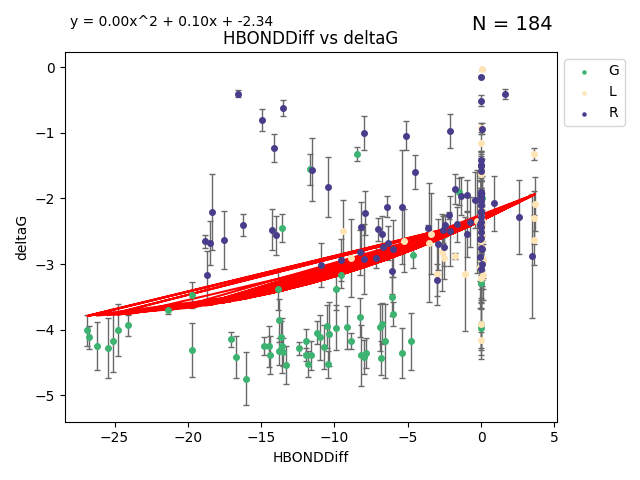 y = 0.00x^2 + 0.10x + -2.34
N = 184
HBONDDiff vs deltaG
deltaG
0
−1
−2
−3
−4
−5
−25
−20
−15
−10
−5
0
5
HBONDDiff
G
L
R